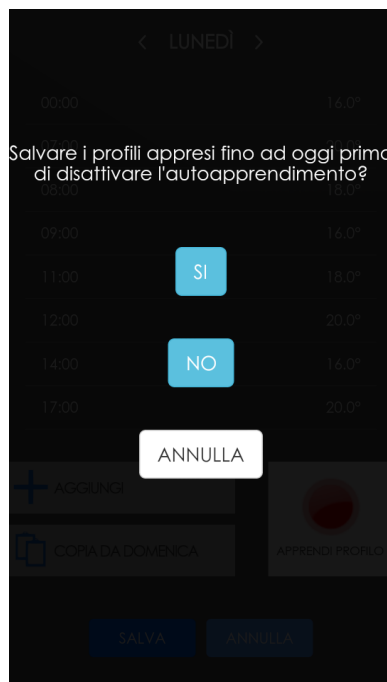 LUNEDÌ
00:00 16.0°
Salvare i profili appresi fino ad oggi prima
di disattivare l'autoapprendimento?
08:00 18.0°
09:00 16.0°
SI
11:00 18.0°
12:00 20.0°
NO
14:00 16.0°
17:00 20.0°
ANNULLA
AGGIUNGI
COPIA DA DOMENICA
APPRENDI PROFILO
SALVA ANNULLA